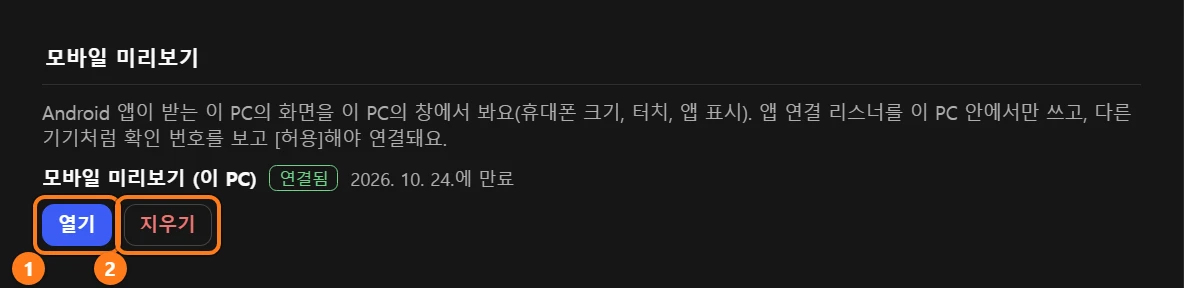 모바일 미리보기
Android 앱이 받는 이 PC의 화면을 이 PC의 창에서 봐요(휴대폰 크기, 터치, 앱 표시). 앱 연결 리스너를 이 PC 안에서만 쓰고, 다른
기기처럼 확인 번호를 보고 [허용]해야 연결돼요.
모바일 미리보기 (이 PC) 연결됨 2026. 10. 24.에 만료
열기 지우기
1 2